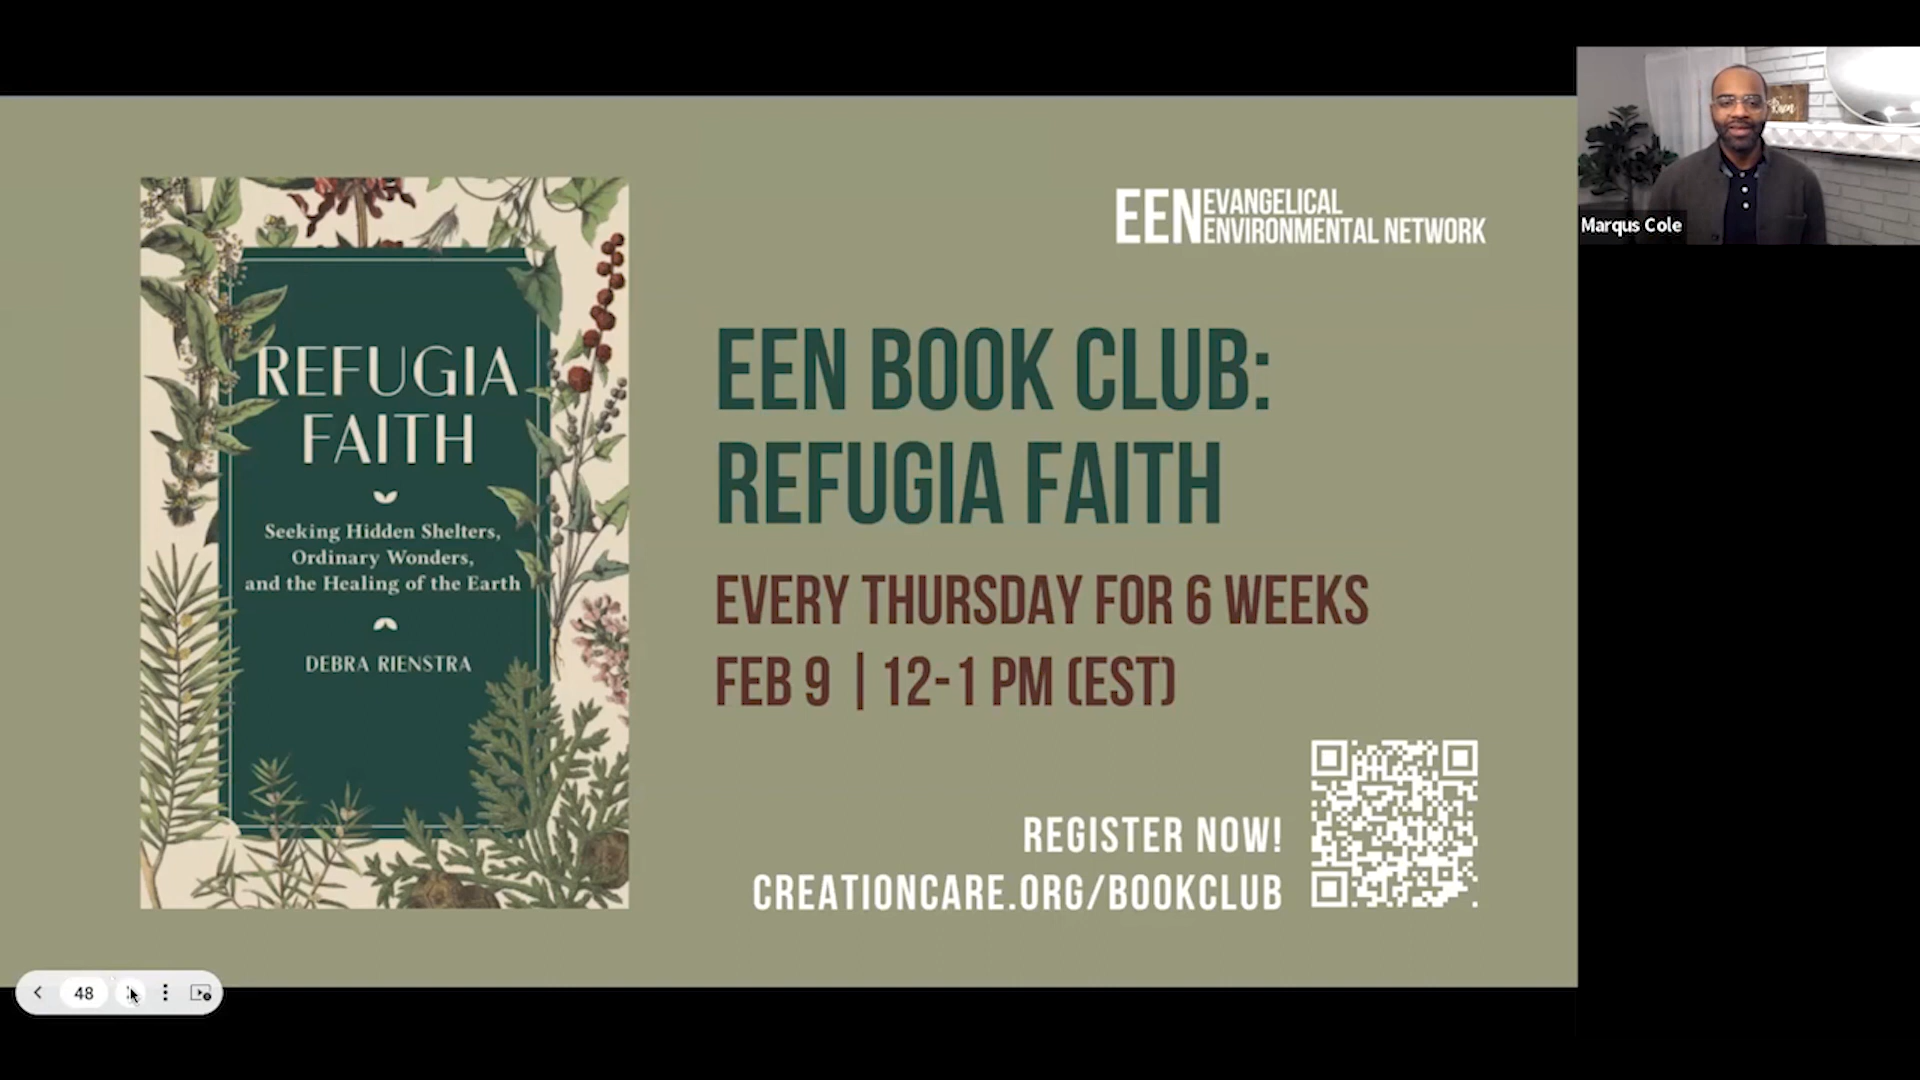 EEN EVANGELICAL
ENVIRONMENTAL NETWORK
REFUGIA
FAITH
Seeking Hidden Shelters,
Ordinary Wonders,
and the Healing of the Earth
DEBRA RIENSTRA
EEN BOOK CLUB:
REFUGIA FAITH
EVERY THURSDAY FOR 6 WEEKS
FEB 9 | 12-1 PM (EST)
REGISTER NOW!
CREATIONCARE.ORG/BOOKCLUB
Marqus Cole
48